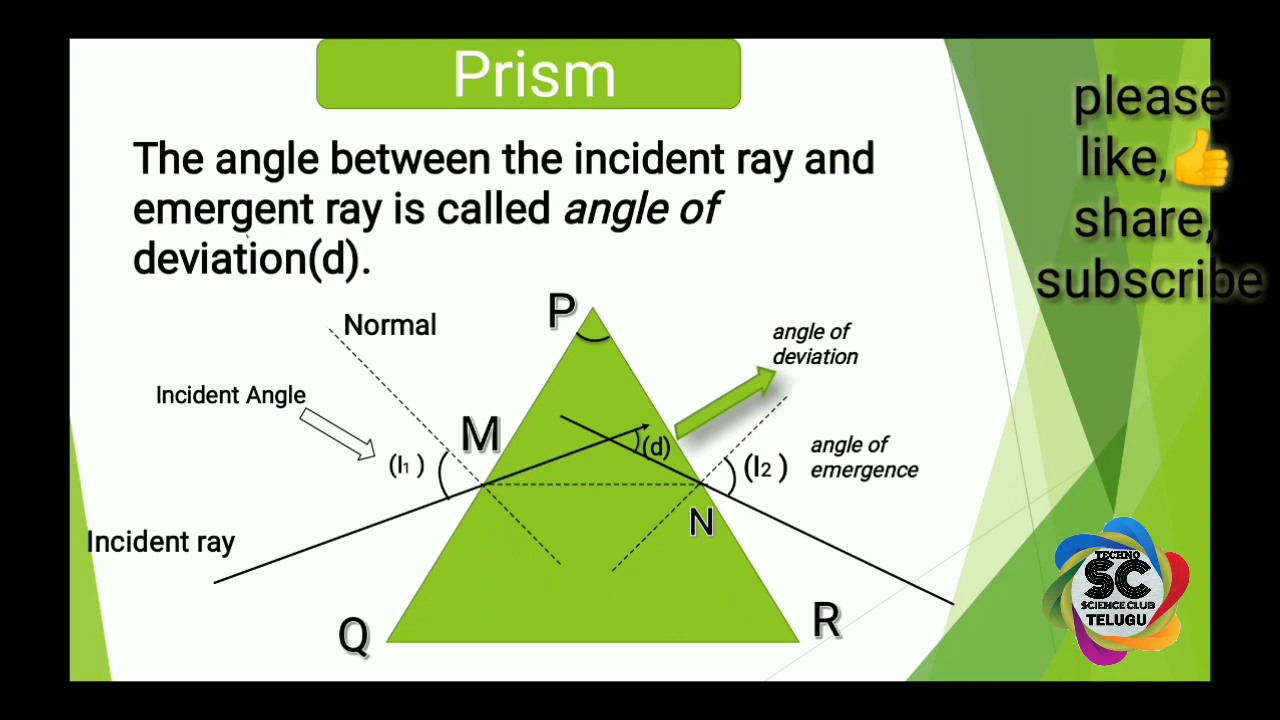 Prism
The angle between the incident ray and
emergent ray is called angle of
deviation(d).
please
like,👍
share,
subscribe
Normal
P
angle of
deviation
Incident Angle
M
(I₁ )
(d)
(I2 )
angle of
emergence
N
Incident ray
Q
R
TECHNO
SC
SCIENCE CLUB
TELUGU